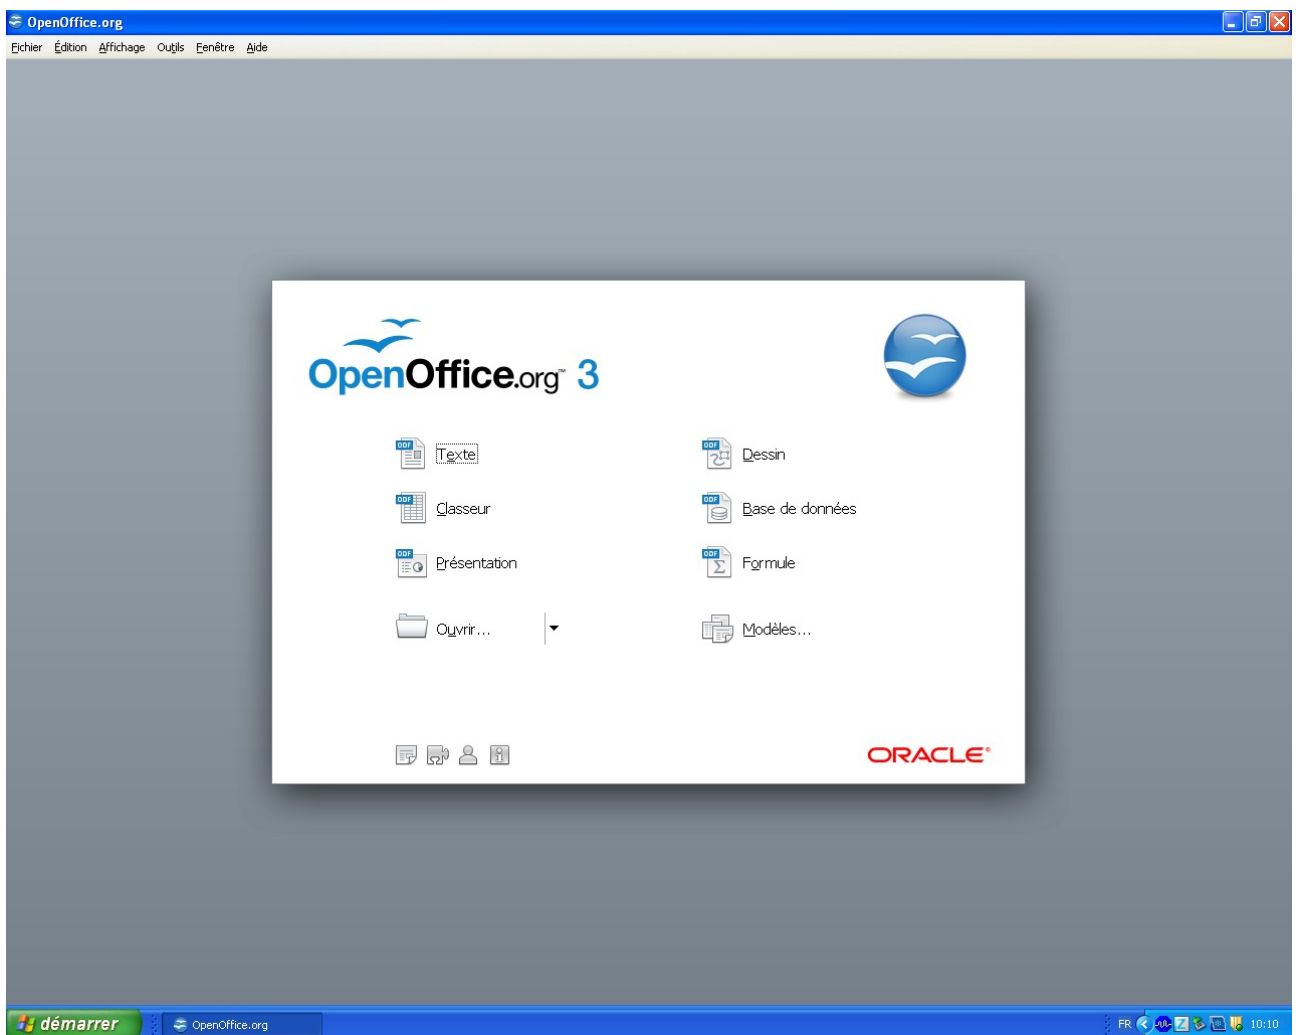 OpenOffice.org
Fichier Édition Affichage Outils Fenêtre Aide
OpenOffice.org™ 3
ODF Texte
ODF Dessin
ODF Classeur
ODF Base de données
ODF Présentation
ODF Formule
Ouvrir...
Modèles...
ORACLE®
démarrer OpenOffice.org FR 10:10